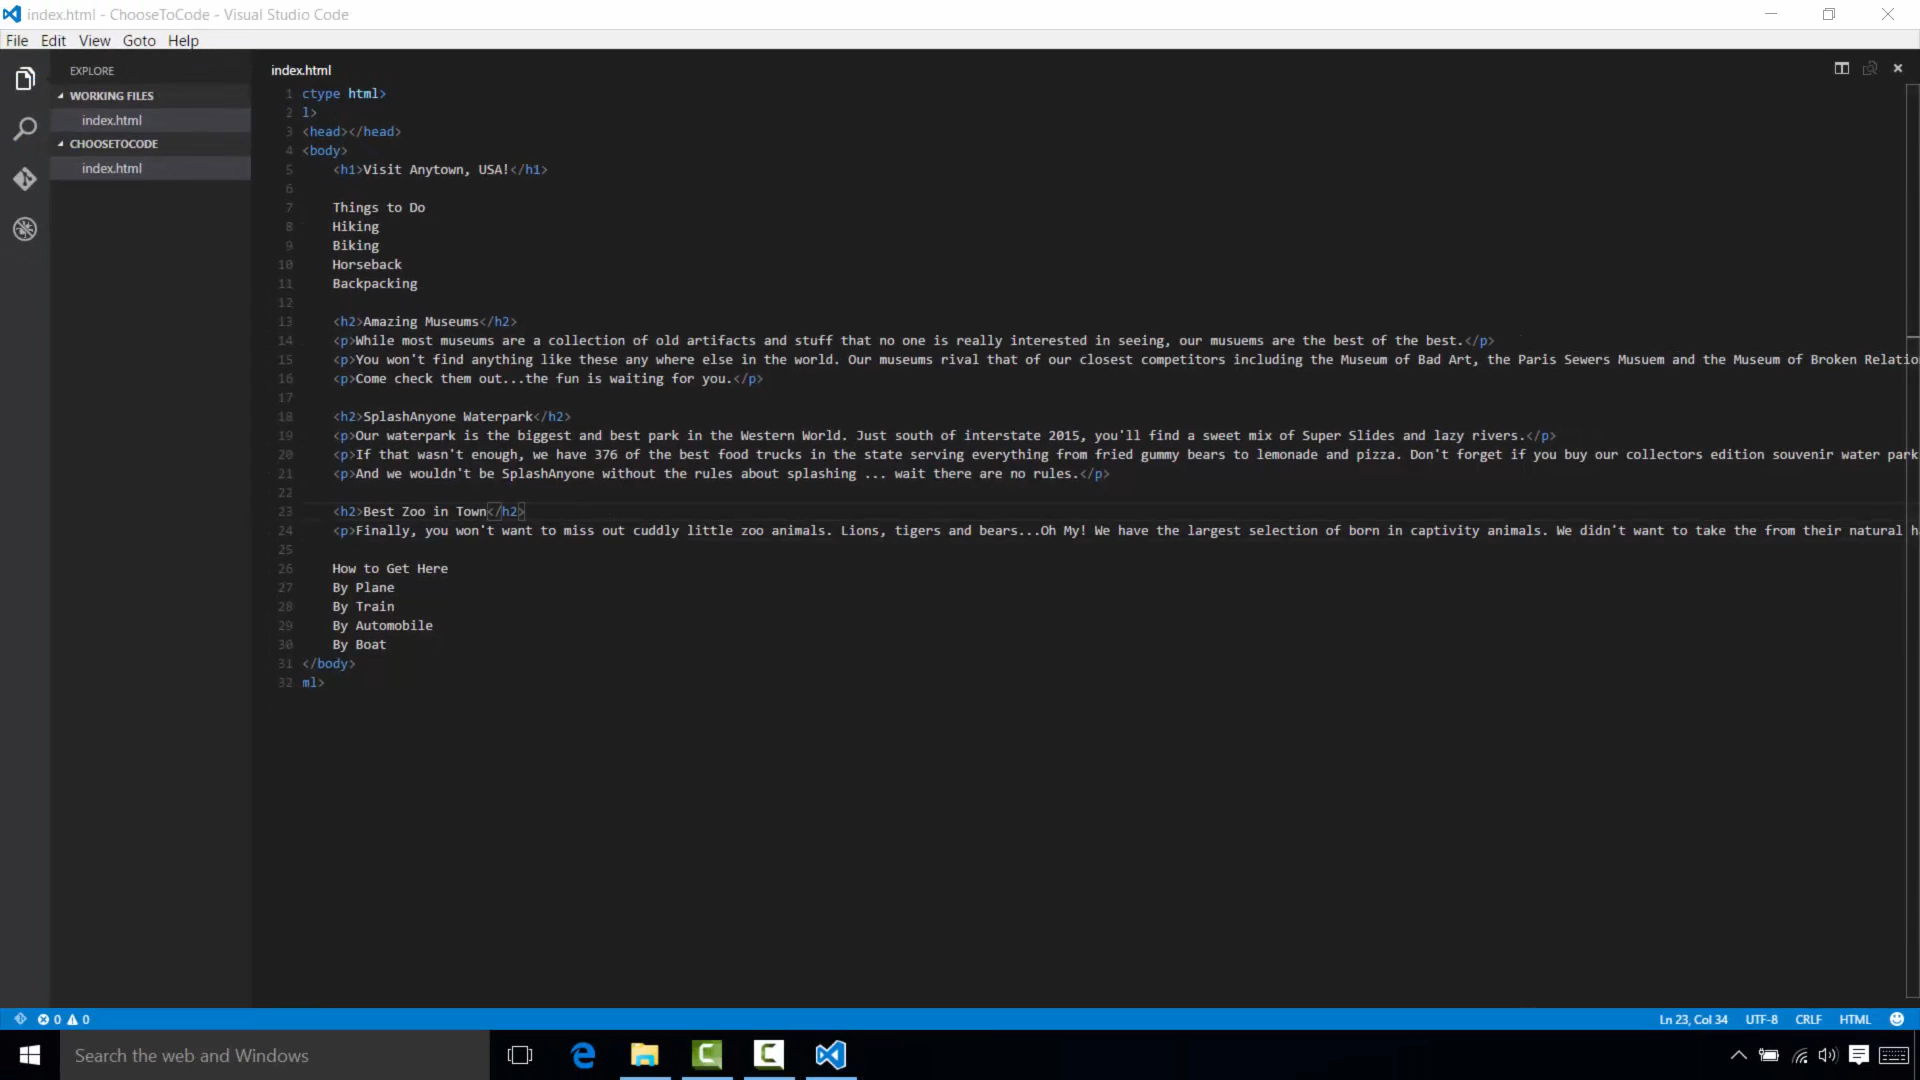 index.html - ChooseToCode - Visual Studio Code
File Edit View Goto Help
EXPLORE
WORKING FILES
index.html
CHOOSETOCODE
index.html
index.html
1 ctype html>
2 l>
3 <head></head>
4 <body>
5 <h1>Visit Anytown, USA!</h1>
6
7 Things to Do
8 Hiking
9 Biking
10 Horseback
11 Backpacking
12
13 <h2>Amazing Museums</h2>
14 <p>While most museums are a collection of old artifacts and stuff that no one is really interested in seeing, our musuems are the best of the best.</p>
15 <p>You won't find anything like these any where else in the world. Our museums rival that of our closest competitors including the Museum of Bad Art, the Paris Sewers Musuem and the Museum of Broken Relatio
16 <p>Come check them out...the fun is waiting for you.</p>
17
18 <h2>SplashAnyone Waterpark</h2>
19 <p>Our waterpark is the biggest and best park in the Western World. Just south of interstate 2015, you'll find a sweet mix of Super Slides and lazy rivers.</p>
20 <p>If that wasn't enough, we have 376 of the best food trucks in the state serving everything from fried gummy bears to lemonade and pizza. Don't forget if you buy our collectors edition souvenir water park
21 <p>And we wouldn't be SplashAnyone without the rules about splashing ... wait there are no rules.</p>
22
23 <h2>Best Zoo in Town</h2>
24 <p>Finally, you won't want to miss out cuddly little zoo animals. Lions, tigers and bears...Oh My! We have the largest selection of born in captivity animals. We didn't want to take the from their natural h
25
26 How to Get Here
27 By Plane
28 By Train
29 By Automobile
30 By Boat
31 </body>
32 ml>
0 0
Ln 23, Col 34 UTF-8 CRLF HTML
Search the web and Windows